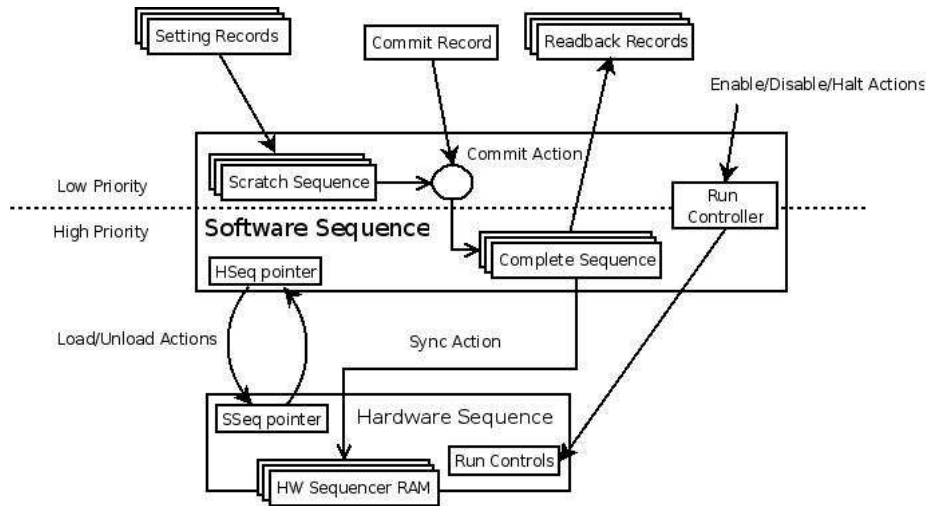 Setting Records
Commit Record
Readback Records
Enable/Disable/Halt Actions
Commit Action
Scratch Sequence
Low Priority
Run
Controller
High Priority
Software Sequence
Complete Sequence
HSeq pointer
Load/Unload Actions
Sync Action
SSeq pointer
Hardware Sequence
Run Controls
HW Sequencer RAM